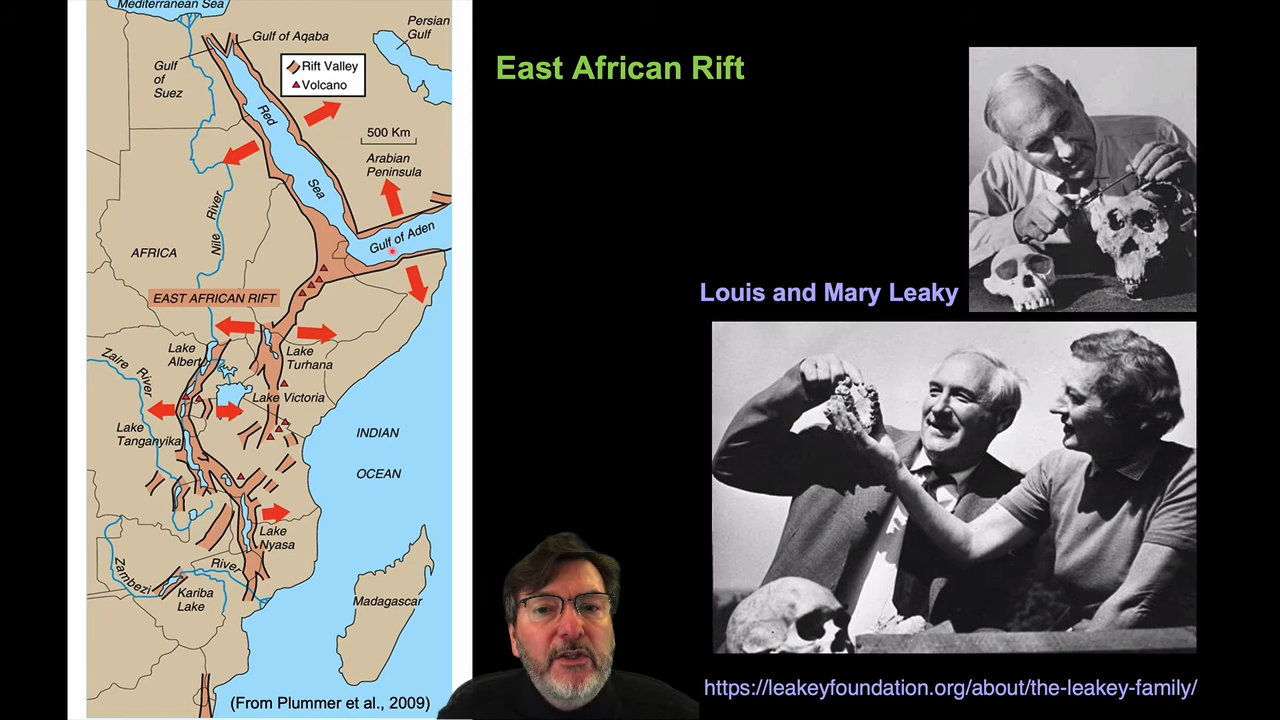 Mediterranean Sea
Persian
Gulf
Gulf of Aqaba
Gulf
of
Suez
Rift Valley
Volcano
Red
Sea
500 Km
Arabian
Peninsula
Nile River
AFRICA
Gulf of Aden
EAST AFRICAN RIFT
Lake
Albert
Lake
Turhana
Zaire River
Lake Victoria
Lake
Tanganyika
INDIAN
OCEAN
Lake
Nyasa
Zambezi River
Kariba
Lake
Madagascar
(From Plummer et al., 2009)
East African Rift
Louis and Mary Leaky
https://leakeyfoundation.org/about/the-leakey-family/